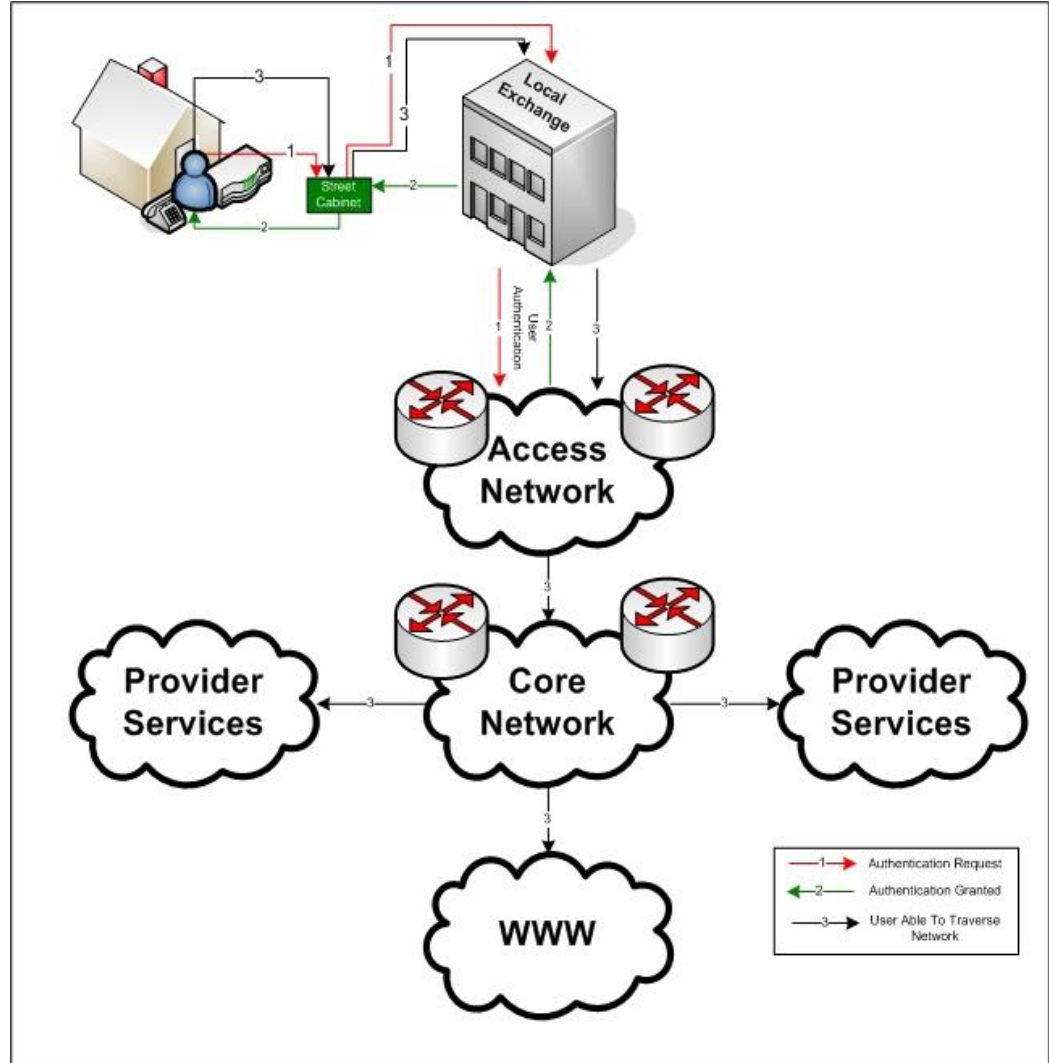 3
1
1
3
Local
Exchange
Street
Cabinet
2
2
1
User
Authentication
2
3
Access
Network
3
Core
Network
Provider
Services
3
3
Provider
Services
3
WWW
1 Authentication Request
2 Authentication Granted
3 User Able To Traverse
Network